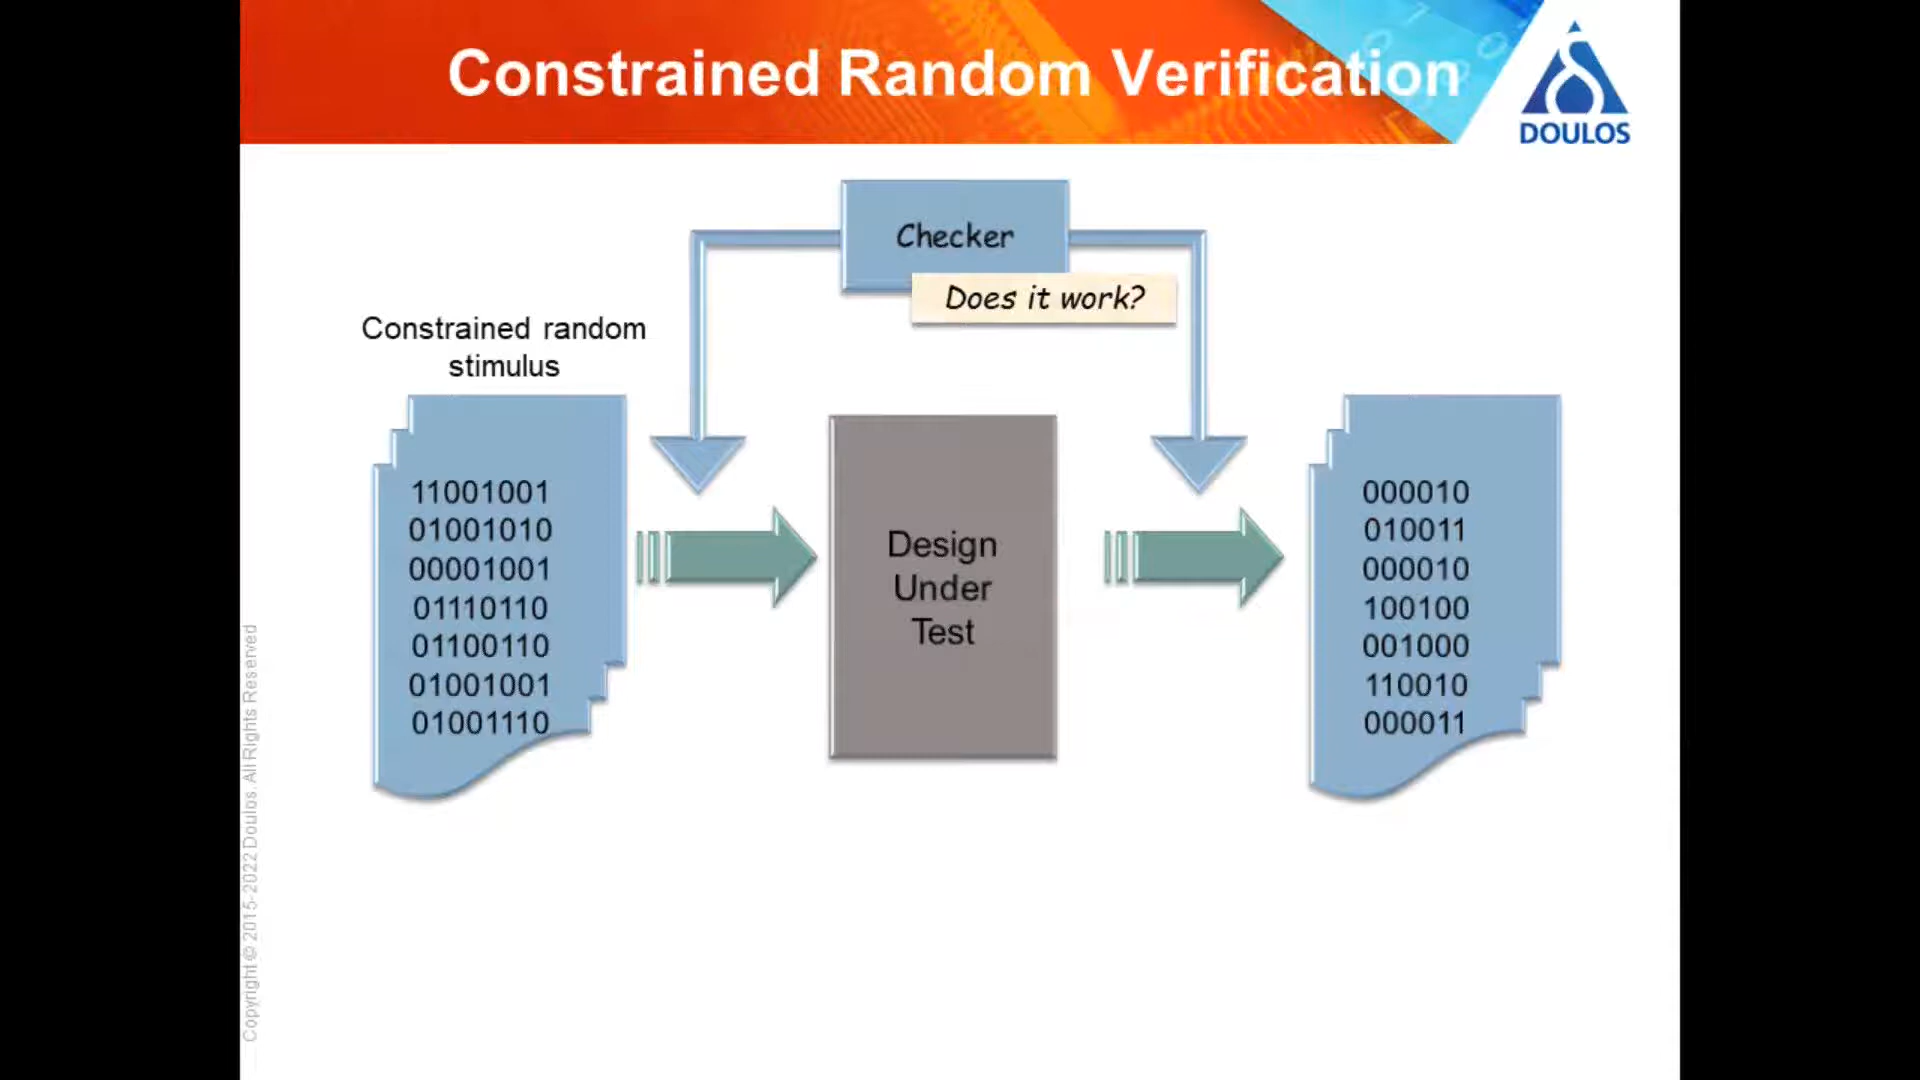 Constrained Random Verification
DOULOS
Checker
Does it work?
Constrained random
stimulus
11001001
01001010
00001001
01110110
01100110
01001001
01001110
Design
Under
Test
000010
010011
000010
100100
001000
110010
000011
Copyright © 2015-2022 Doulos. All Rights Reserved